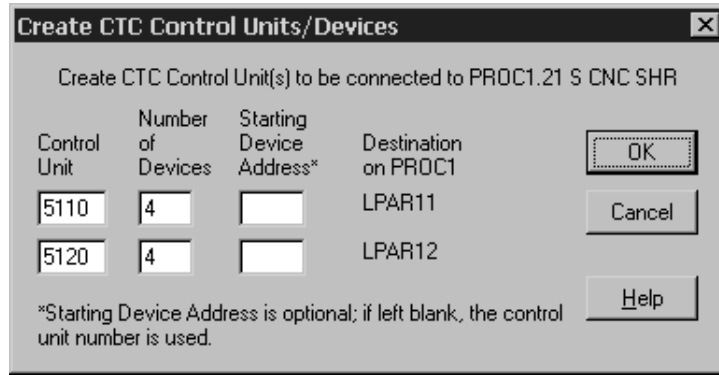 Create CTC Control Units/Devices
Create CTC Control Unit(s) to be connected to PROC1.21 S CNC SHR
Control Unit
Number of Devices
Starting Device Address*
Destination on PROC1
5110 4 LPAR11
5120 4 LPAR12
*Starting Device Address is optional; if left blank, the control
unit number is used.
OK
Cancel
Help